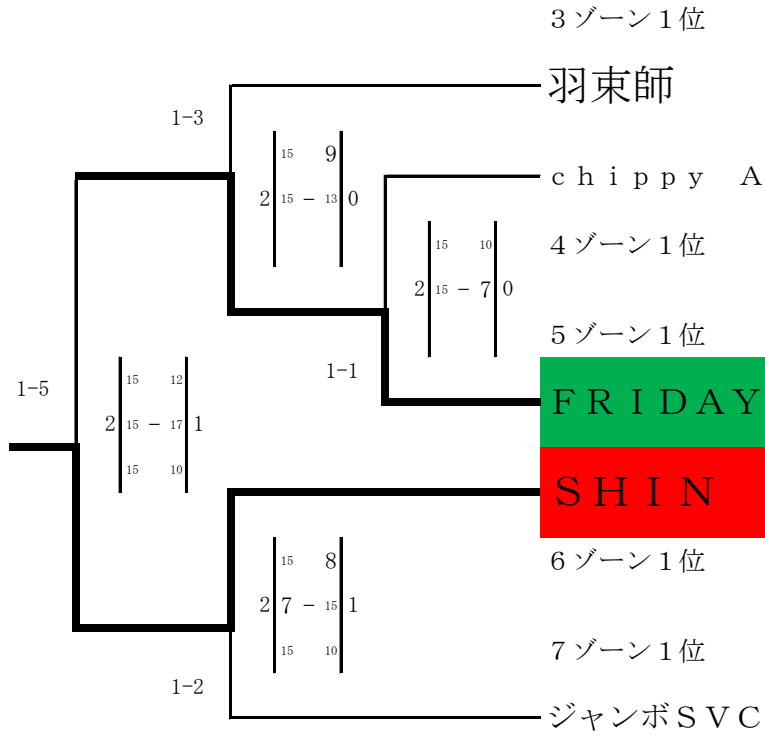 ３ゾーン１位
羽束師
1-3
15 9
2 15 － 13 0
ｃｈｉｐｐｙ　Ａ
15 10
４ゾーン１位
2 15 － 7 0
５ゾーン１位
1-1
15 12
1-5
ＦＲＩＤＡＹ
2 15 － 17 1
15 10
ＳＨＩＮ
15 8
６ゾーン１位
2 7 － 15 1
15 10
７ゾーン１位
1-2
ジャンボＳＶＣ